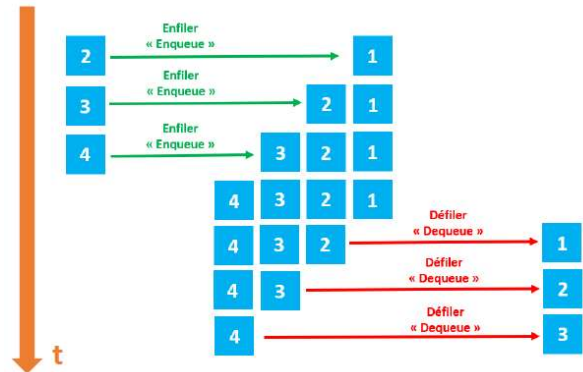 Enfiler
« Enqueue »
2 1
Enfiler
« Enqueue »
3 2 1
Enfiler
« Enqueue »
4 3 2 1
4 3 2 1
Défiler
« Dequeue »
4 3 2 1
Défiler
« Dequeue »
4 3 2
Défiler
« Dequeue »
4 3
t